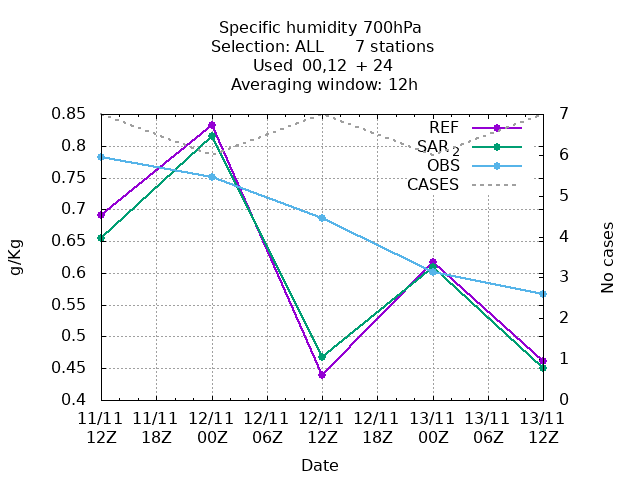 Specific humidity 700hPa
Selection: ALL      7 stations
Used  00,12  + 24
Averaging window: 12h
0.85
0.8
0.75
0.7
0.65
0.6
0.55
0.5
0.45
0.4
g/Kg
REF
SAR 2
OBS
CASES
7
6
5
4
3
2
1
0
No cases
11/11 11/11 12/11 12/11 12/11 12/11 13/11 13/11 13/11
12Z 18Z 00Z 06Z 12Z 18Z 00Z 06Z 12Z
Date